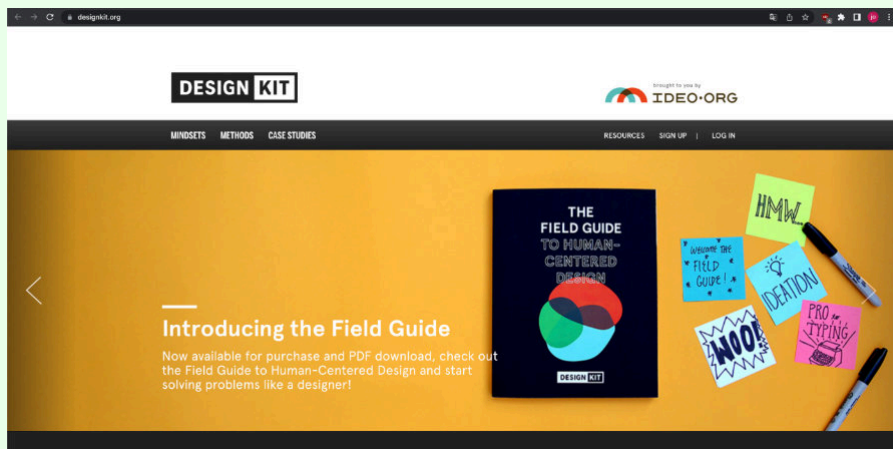 designkit.org
DESIGN KIT
brought to you by
IDEO·ORG
MINDSETS METHODS CASE STUDIES
RESOURCES SIGN UP | LOG IN
THE
FIELD GUIDE
TO HUMAN-
CENTERED
DESIGN
DESIGN KIT
HMW
WELCOME THE
FIELD
GUIDE!
IDEATION
WOO!
PRO to
TYPING
Introducing the Field Guide
Now available for purchase and PDF download, check out
the Field Guide to Human-Centered Design and start
solving problems like a designer!